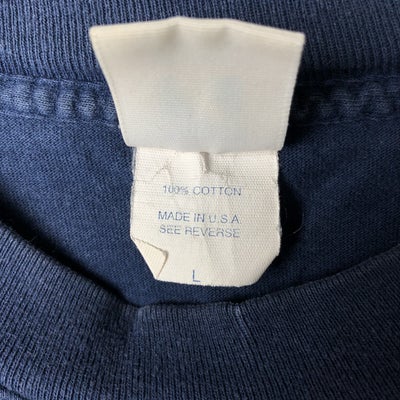 100% COTTON
MADE IN U.S.A.
SEE REVERSE
L